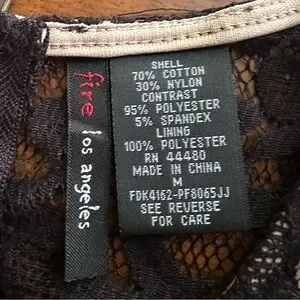 fire los angeles
SHELL
70% COTTON
30% NYLON
CONTRAST
95% POLYESTER
5% SPANDEX
LINING
100% POLYESTER
RN 44480
MADE IN CHINA
M
FDK4162-PF8065JJ
SEE REVERSE
FOR CARE